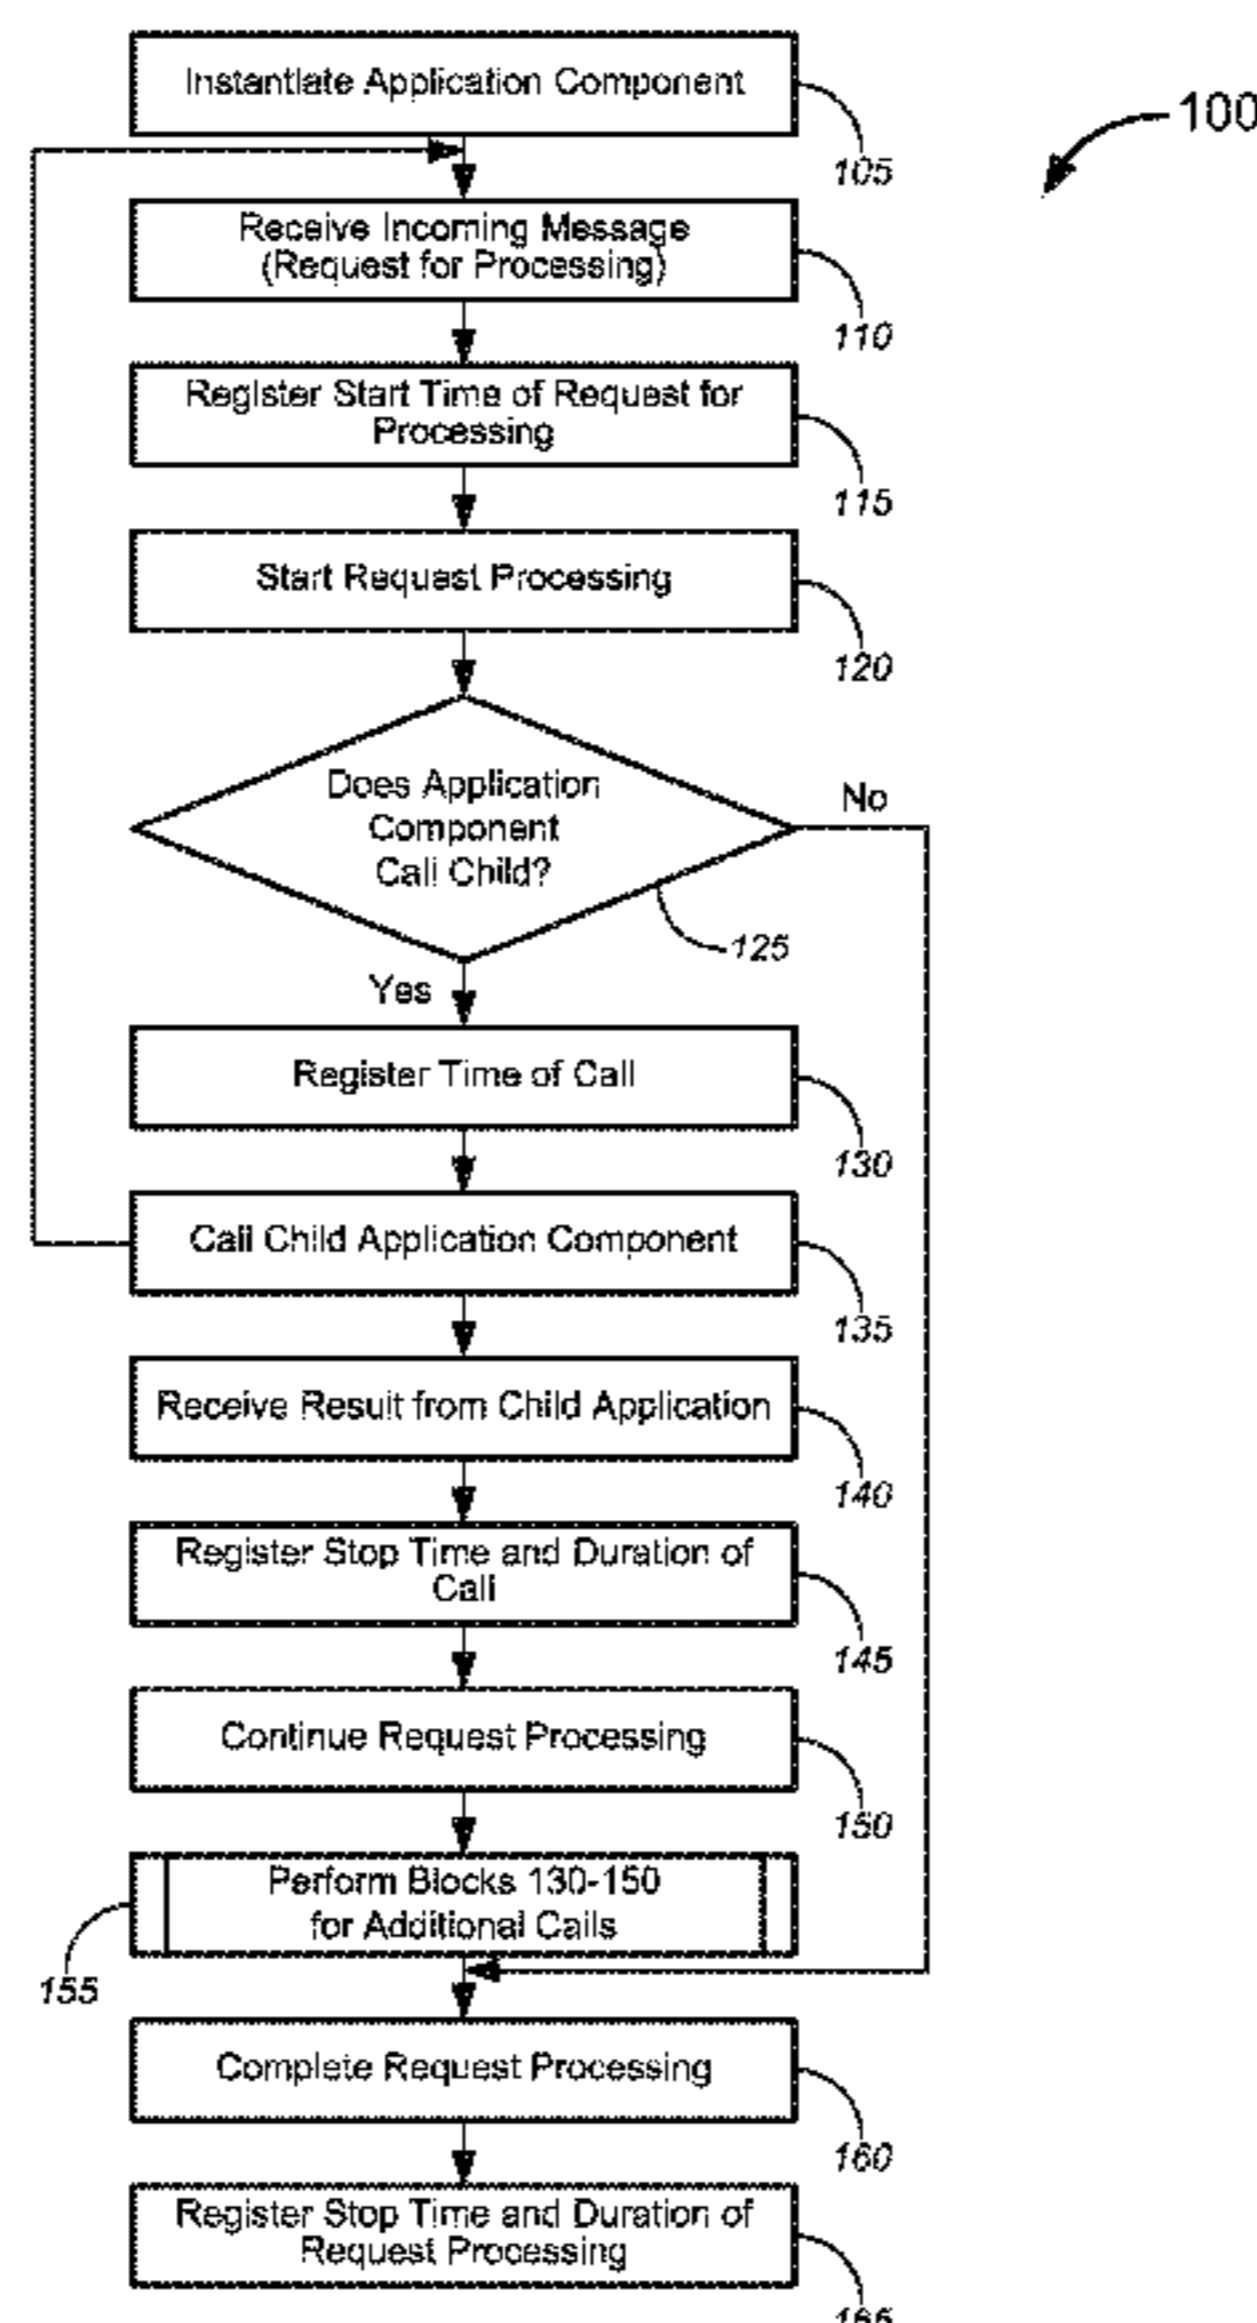 Instantiate Application Component
100
105
Receive Incoming Message
(Request for Processing)
110
Register Start Time of Request for
Processing
115
Start Request Processing
120
Does Application
Component
Call Child?
No
125
Yes
Register Time of Call
130
Call Child Application Component
135
Receive Result from Child Application
140
Register Stop Time and Duration of
Call
145
Continue Request Processing
150
Perform Blocks 130-150
for Additional Calls
155
Complete Request Processing
160
Register Stop Time and Duration of
Request Processing
165